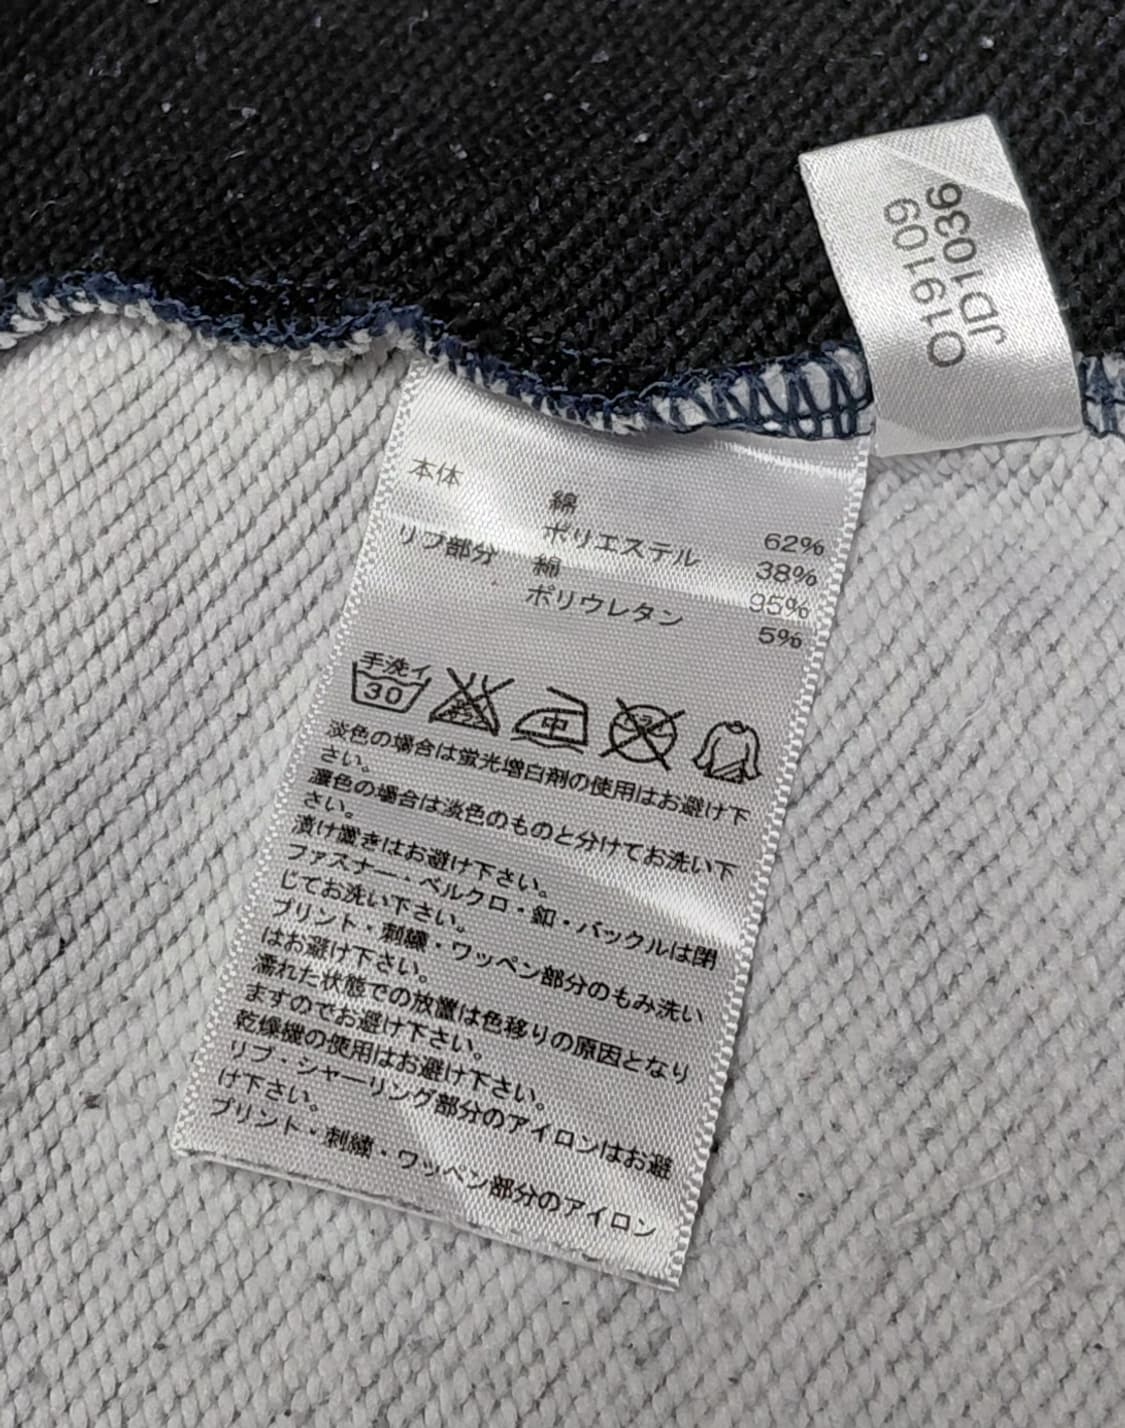 O19109
JD1036
本体 綿 62%
ポリエステル 38%
リブ部分 綿 95%
ポリウレタン 5%
手洗イ
30
エンソサラシ
中
ドライ
淡色の場合は蛍光増白剤の使用はお避け下
さい。
濃色の場合は淡色のものと分けてお洗い下
さい。
漬け置きはお避け下さい。
ファスナー・ベルクロ・釦・バックルは閉
じてお洗い下さい。
プリント・刺繍・ワッペン部分のもみ洗い
はお避け下さい。
濡れた状態での放置は色移りの原因となり
ますのでお避け下さい。
乾燥機の使用はお避け下さい。
リブ・シャーリング部分のアイロンはお避
け下さい。
プリント・刺繍・ワッペン部分のアイロン